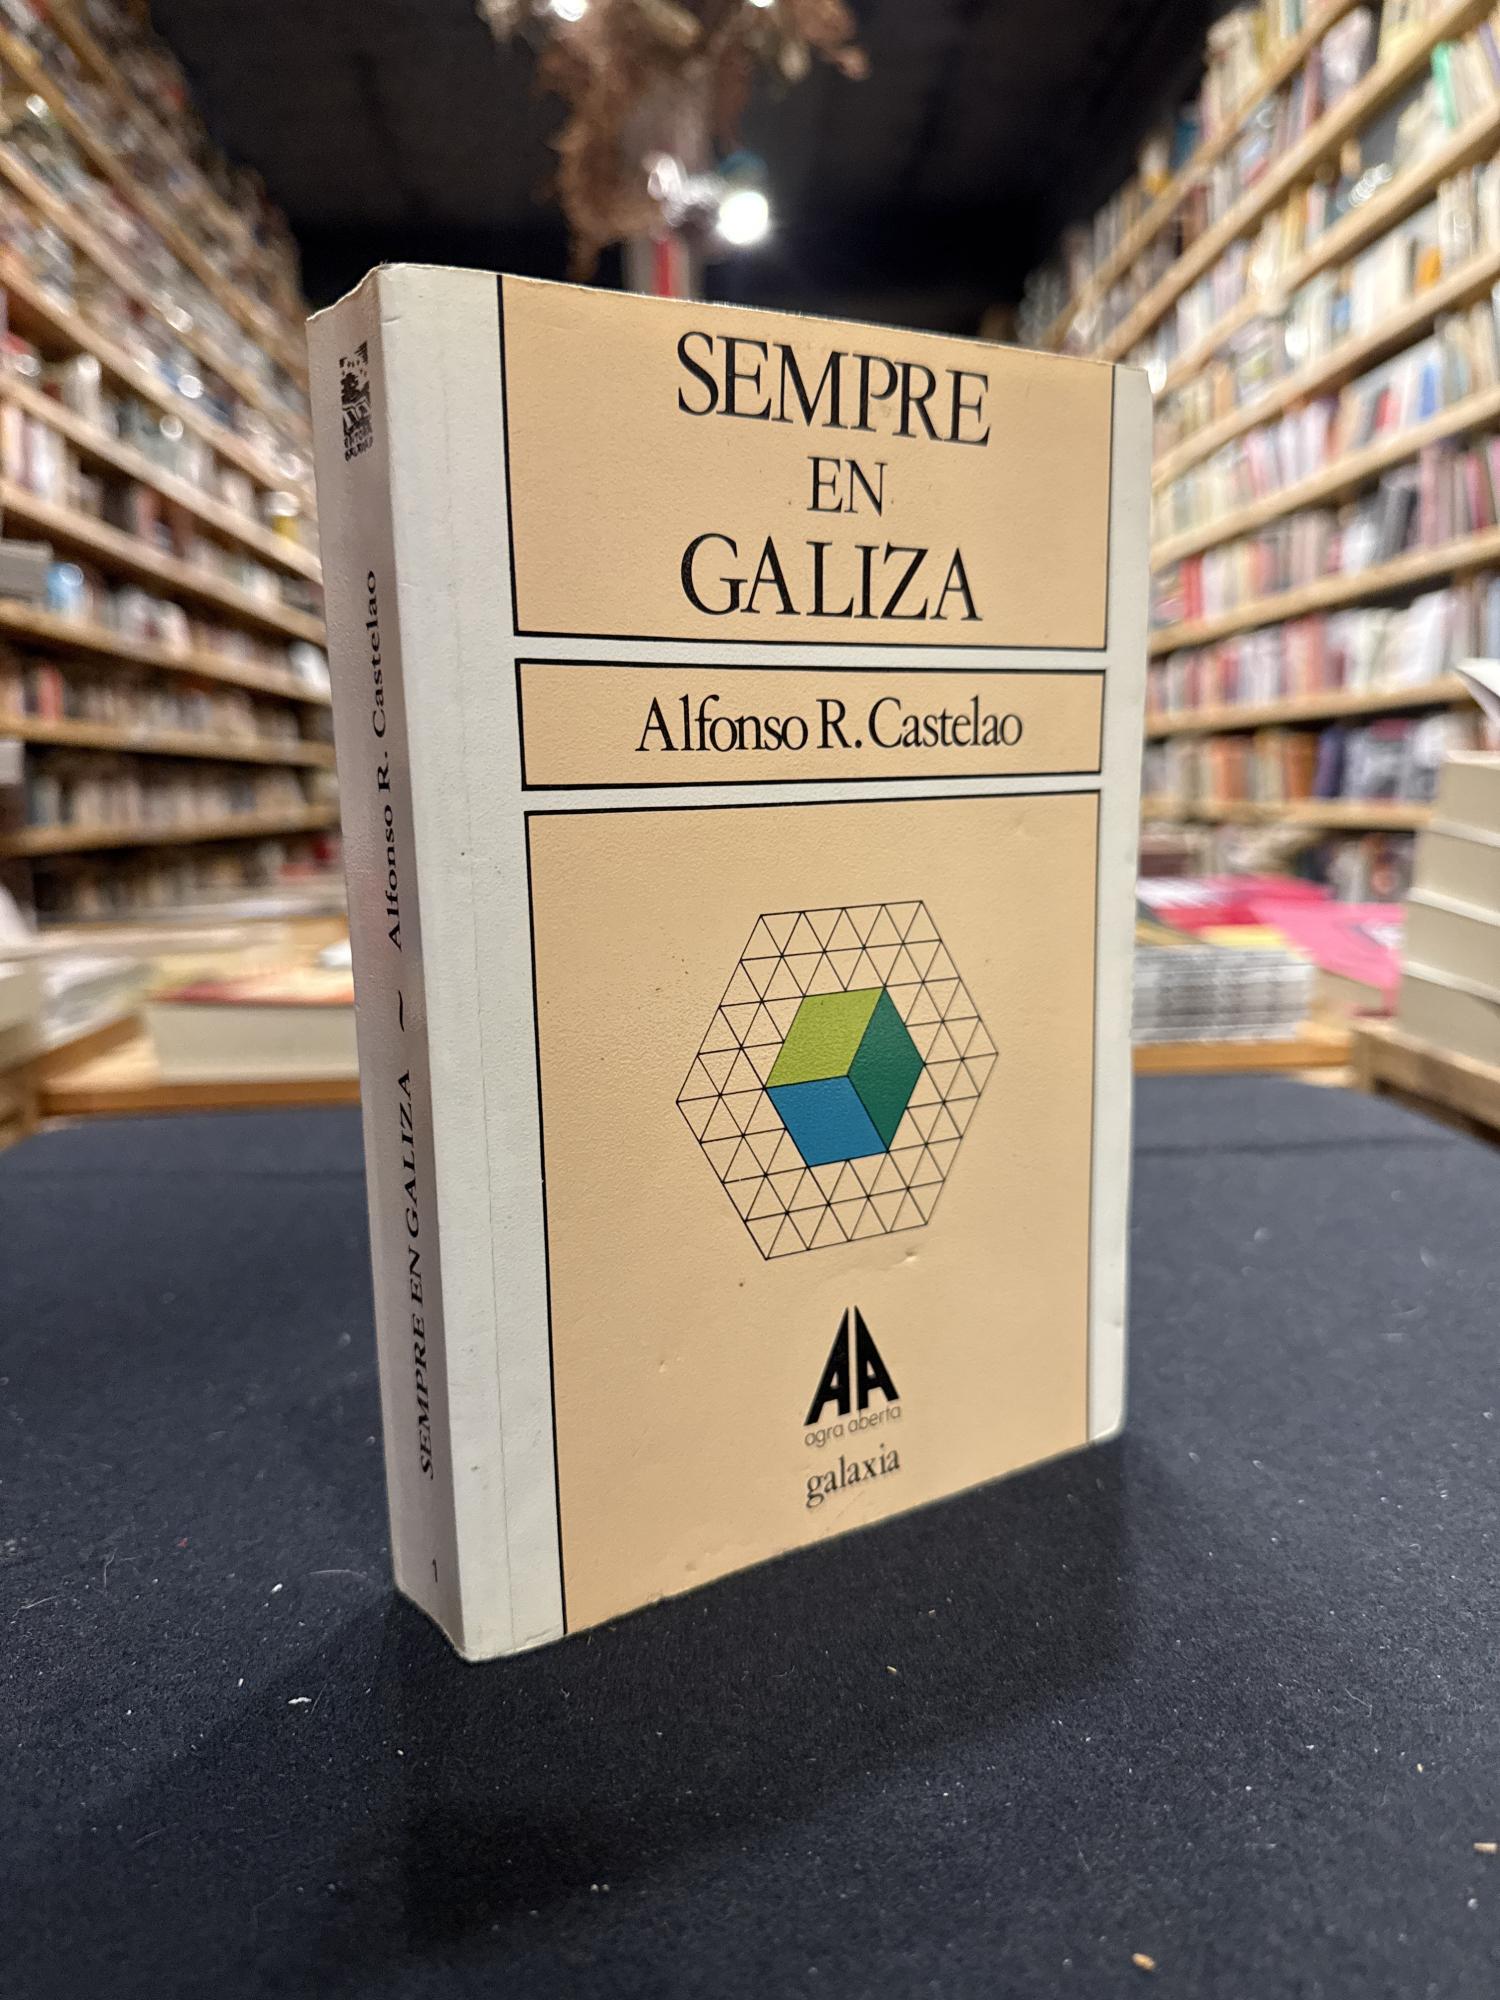 SEMPRE
EN
GALIZA
Alfonso R. Castelao
AA
agra aberta
galaxia
SEMPRE EN GALIZA ~ Alfonso R. Castelao
1